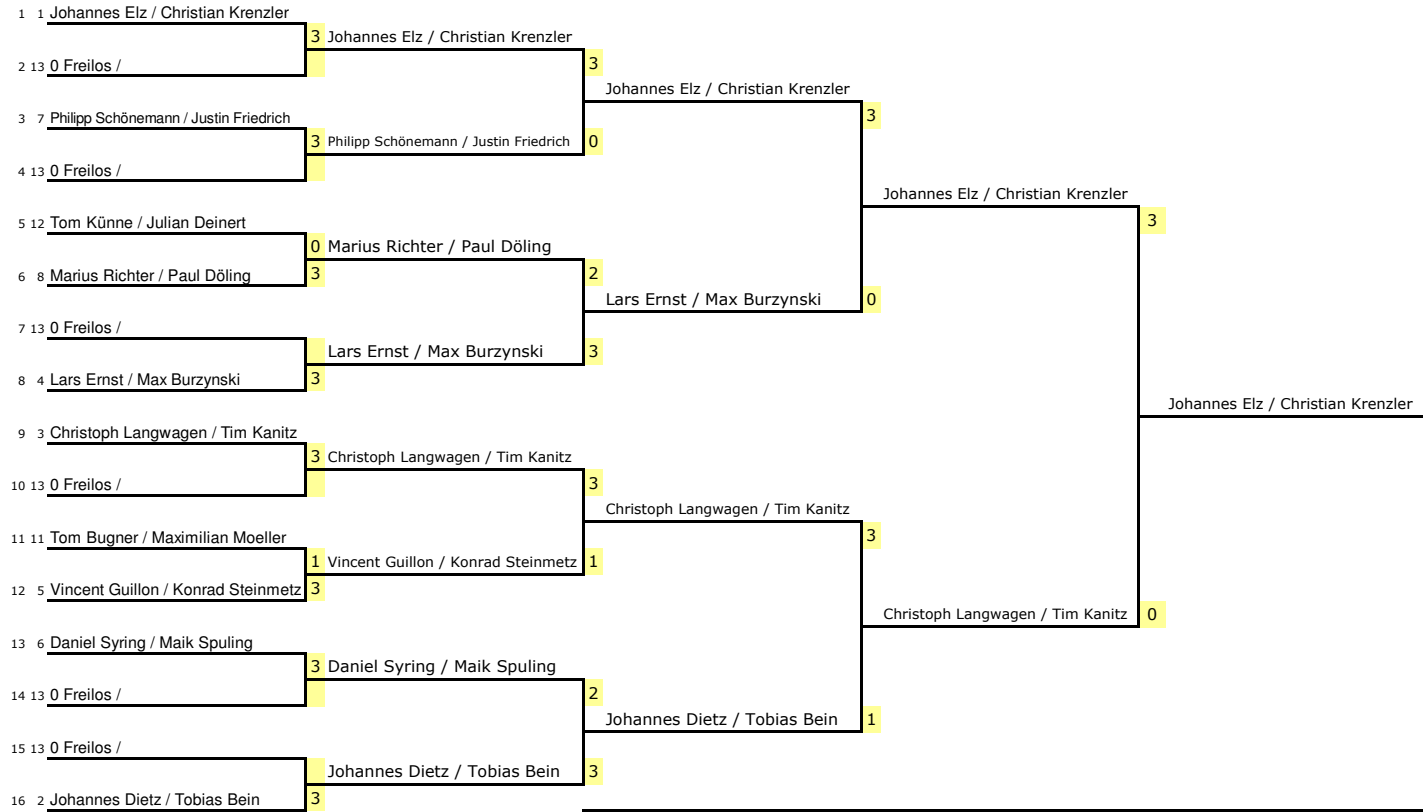 1 1 Johannes Elz / Christian Krenzler
3 Johannes Elz / Christian Krenzler
2 13 0 Freilos /
3
Johannes Elz / Christian Krenzler
3 7 Philipp Schönemann / Justin Friedrich
3
3 Philipp Schönemann / Justin Friedrich 0
4 13 0 Freilos /
Johannes Elz / Christian Krenzler
5 12 Tom Künne / Julian Deinert
3
0 Marius Richter / Paul Döling
6 8 Marius Richter / Paul Döling 3
2
Lars Ernst / Max Burzynski 0
7 13 0 Freilos /
Lars Ernst / Max Burzynski 3
8 4 Lars Ernst / Max Burzynski 3
Johannes Elz / Christian Krenzler
9 3 Christoph Langwagen / Tim Kanitz
3 Christoph Langwagen / Tim Kanitz
10 13 0 Freilos /
3
Christoph Langwagen / Tim Kanitz
11 11 Tom Bugner / Maximilian Moeller
3
1 Vincent Guillon / Konrad Steinmetz 1
12 5 Vincent Guillon / Konrad Steinmetz 3
Christoph Langwagen / Tim Kanitz 0
13 6 Daniel Syring / Maik Spuling
3 Daniel Syring / Maik Spuling
14 13 0 Freilos /
2
Johannes Dietz / Tobias Bein 1
15 13 0 Freilos /
Johannes Dietz / Tobias Bein 3
16 2 Johannes Dietz / Tobias Bein 3